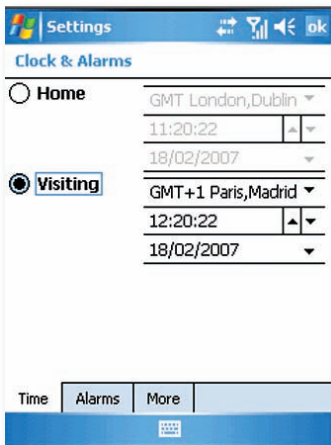 Settings
ok
Clock & Alarms
Home
GMT London,Dublin
11:20:22
18/02/2007
Visiting
GMT+1 Paris,Madrid
12:20:22
18/02/2007
Time Alarms More